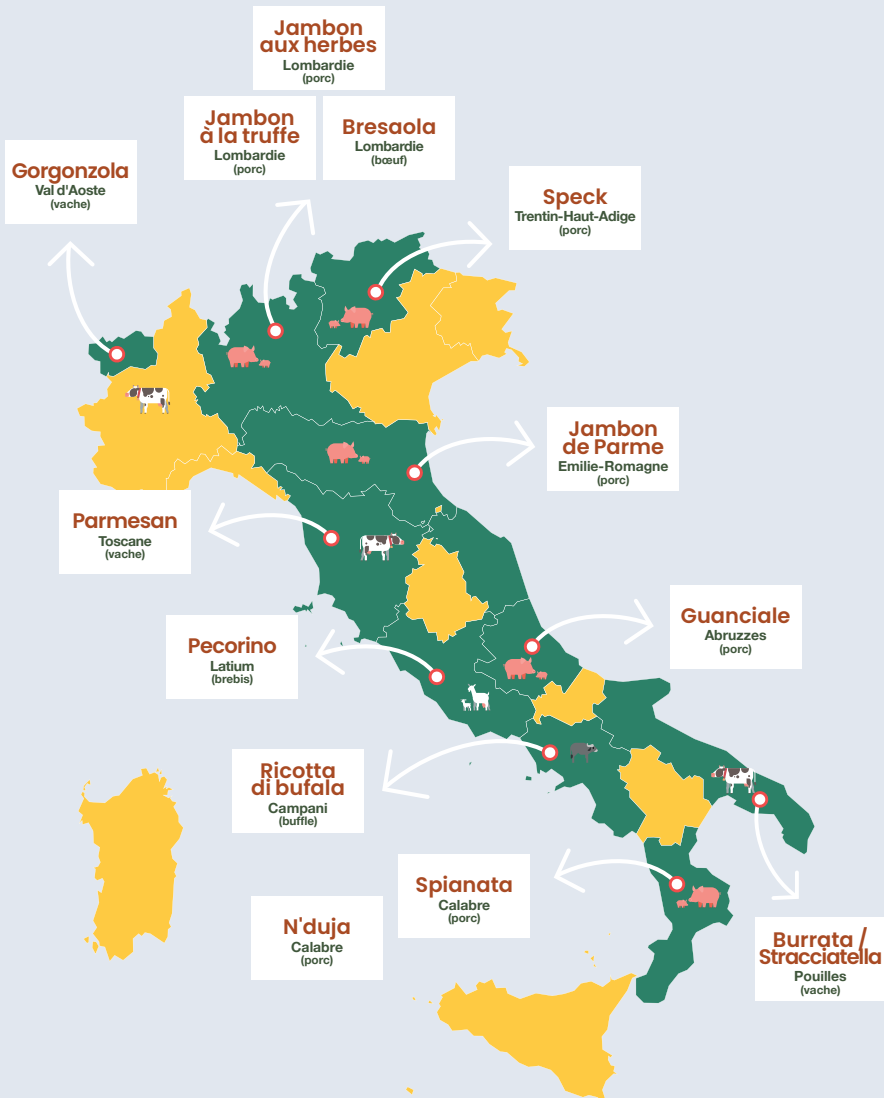 Jambon
aux herbes
Lombardie
(porc)
Jambon
à la truffe
Lombardie
(porc)
Bresaola
Lombardie
(bœuf)
Gorgonzola
Val d'Aoste
(vache)
Speck
Trentin-Haut-Adige
(porc)
Jambon
de Parme
Emilie-Romagne
(porc)
Parmesan
Toscane
(vache)
Guanciale
Abruzzes
(porc)
Pecorino
Latium
(brebis)
Ricotta
di bufala
Campani
(buffle)
Spianata
Calabre
(porc)
N'duja
Calabre
(porc)
Burrata /
Stracciatella
Pouilles
(vache)